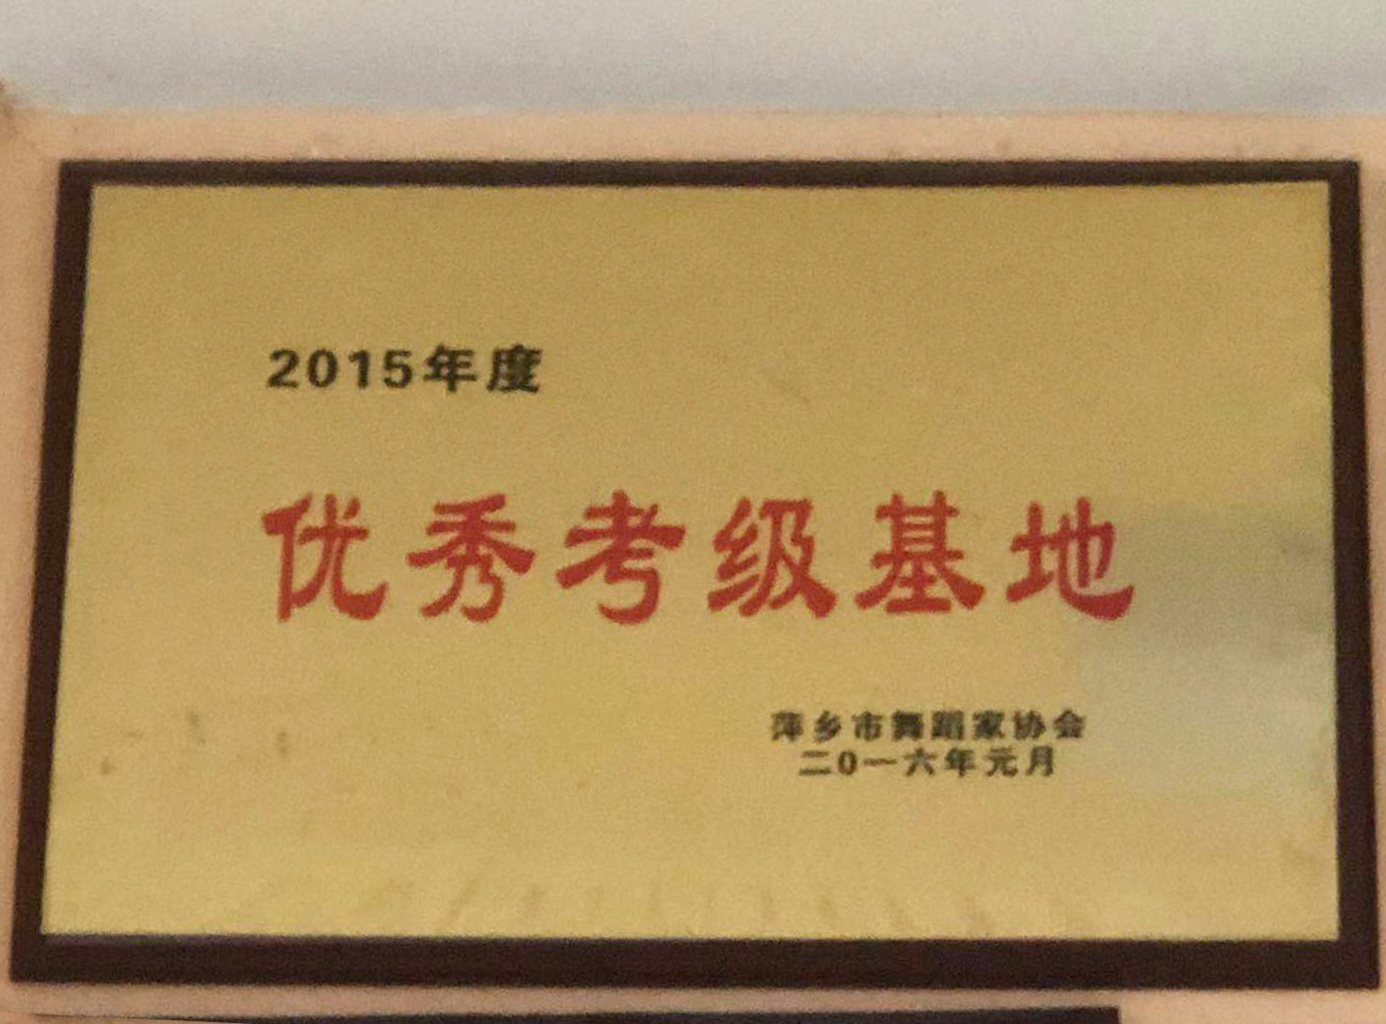 2015年度
优秀考级基地
萍乡市舞蹈家协会
二0一六年元月